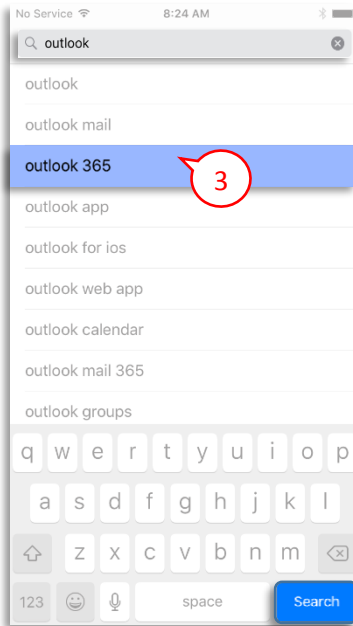 No Service 8:24 AM
outlook
outlook
outlook mail
outlook 365
3
outlook app
outlook for ios
outlook web app
outlook calendar
outlook mail 365
outlook groups
q w e r t y u i o p
a s d f g h j k l
z x c v b n m
123 space Search